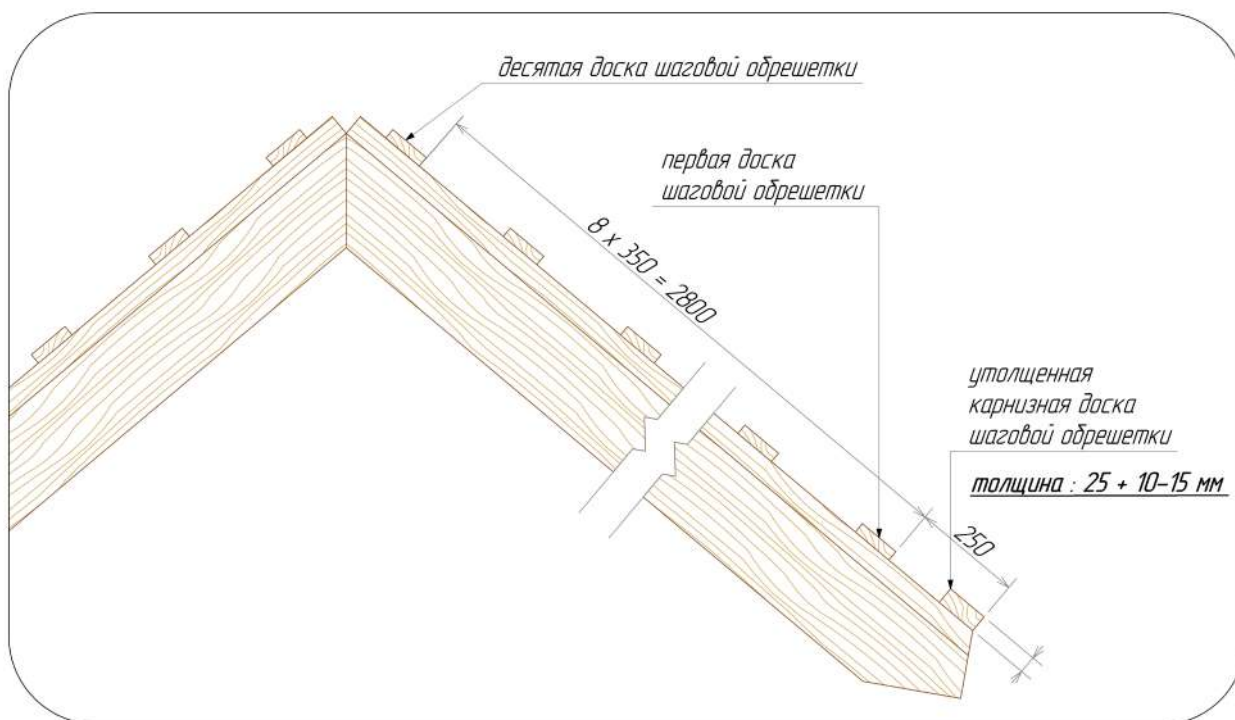 десятая доска шаговой обрешетки
первая доска
шаговой обрешетки
8 x 350 = 2800
утолщенная
карнизная доска
шаговой обрешетки
толщина : 25 + 10-15 мм
250